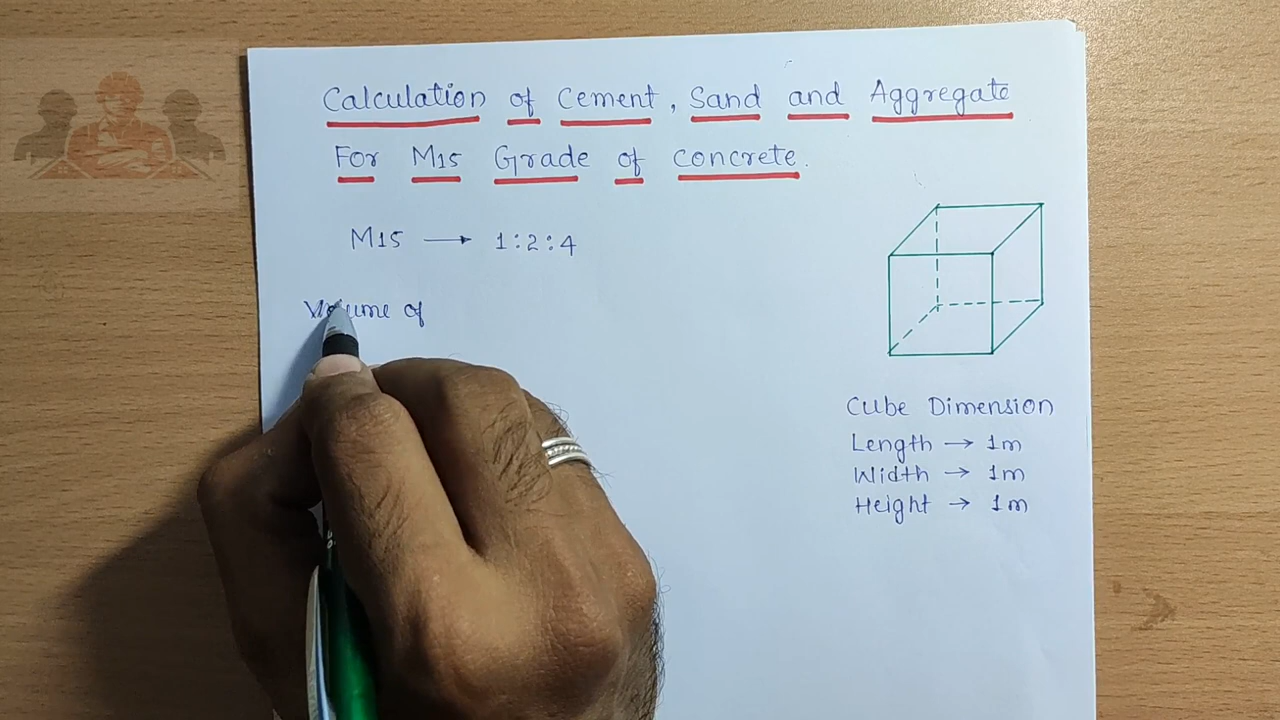 Calculation of Cement, Sand and Aggregate
For M15 Grade of concrete.
M15 → 1:2:4
Volume of
Cube Dimension
Length → 1m
Width → 1m
Height → 1m